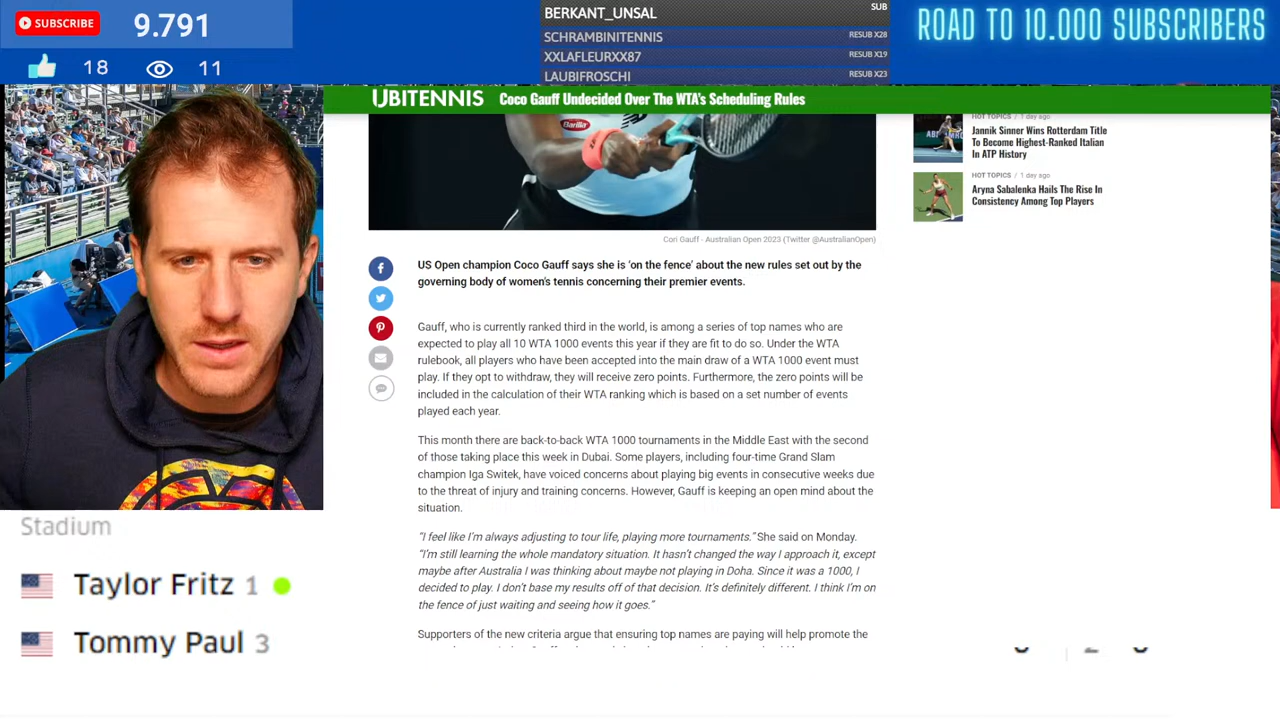 SUBSCRIBE
9.791
18
11
BERKANT_UNSAL SUB
SCHRAMBINITENNIS RESUB X28
XXLAFLEURXX87 RESUB X19
LAUBIFROSCHI RESUB X23
ROAD TO 10.000 SUBSCRIBERS
UBITENNIS Coco Gauff Undecided Over The WTA's Scheduling Rules
Barilla
Cori Gauff - Australian Open 2023 (Twitter @AustralianOpen)
US Open champion Coco Gauff says she is 'on the fence' about the new rules set out by the
governing body of women's tennis concerning their premier events.
Gauff, who is currently ranked third in the world, is among a series of top names who are
expected to play all 10 WTA 1000 events this year if they are fit to do so. Under the WTA
rulebook, all players who have been accepted into the main draw of a WTA 1000 event must
play. If they opt to withdraw, they will receive zero points. Furthermore, the zero points will be
included in the calculation of their WTA ranking which is based on a set number of events
played each year.
This month there are back-to-back WTA 1000 tournaments in the Middle East with the second
of those taking place this week in Dubai. Some players, including four-time Grand Slam
champion Iga Switek, have voiced concerns about playing big events in consecutive weeks due
to the threat of injury and training concerns. However, Gauff is keeping an open mind about the
situation.
"I feel like I'm always adjusting to tour life, playing more tournaments." She said on Monday.
"I'm still learning the whole mandatory situation. It hasn't changed the way I approach it, except
maybe after Australia I was thinking about maybe not playing in Doha. Since it was a 1000, I
decided to play. I don't base my results off of that decision. It's definitely different. I think I'm on
the fence of just waiting and seeing how it goes."
Supporters of the new criteria argue that ensuring top names are paying will help promote the
HOT TOPICS / 1 day ago
Jannik Sinner Wins Rotterdam Title
To Become Highest-Ranked Italian
In ATP History
HOT TOPICS / 1 day ago
Aryna Sabalenka Hails The Rise In
Consistency Among Top Players
Stadium
Taylor Fritz 1
Tommy Paul 3